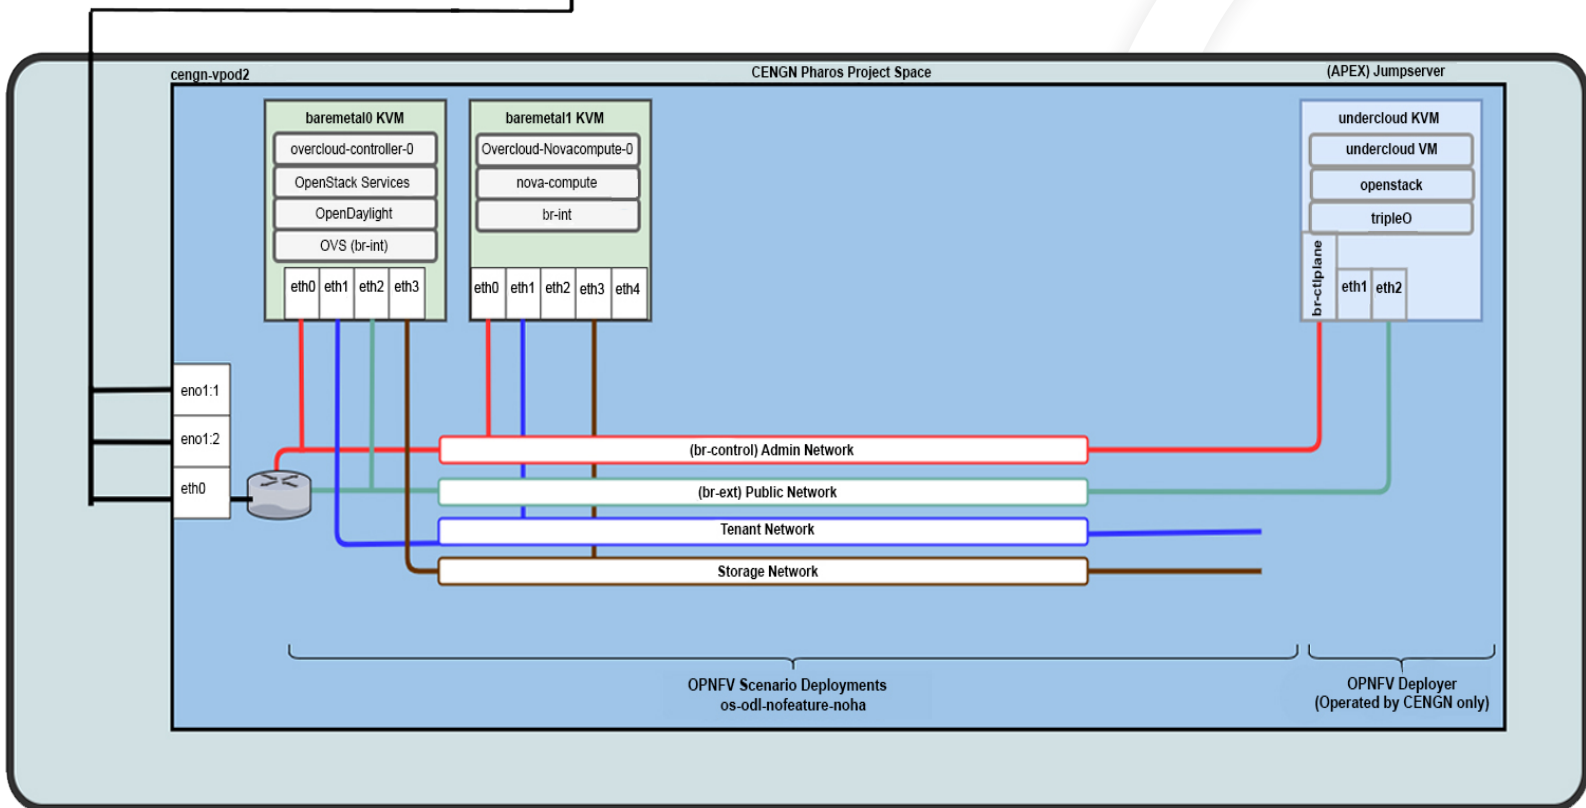 cengn-vpod2
CENGN Pharos Project Space
(APEX) Jumpserver
baremetal0 KVM
overcloud-controller-0
OpenStack Services
OpenDaylight
OVS (br-int)
eth0
eth1
eth2
eth3
baremetal1 KVM
Overcloud-Novacompute-0
nova-compute
br-int
eth0
eth1
eth2
eth3
eth4
undercloud KVM
undercloud VM
openstack
tripleO
br-ctlplane
eth1
eth2
eno1:1
eno1:2
eth0
(br-control) Admin Network
(br-ext) Public Network
Tenant Network
Storage Network
OPNFV Scenario Deployments
os-odl-nofeature-noha
OPNFV Deployer
(Operated by CENGN only)